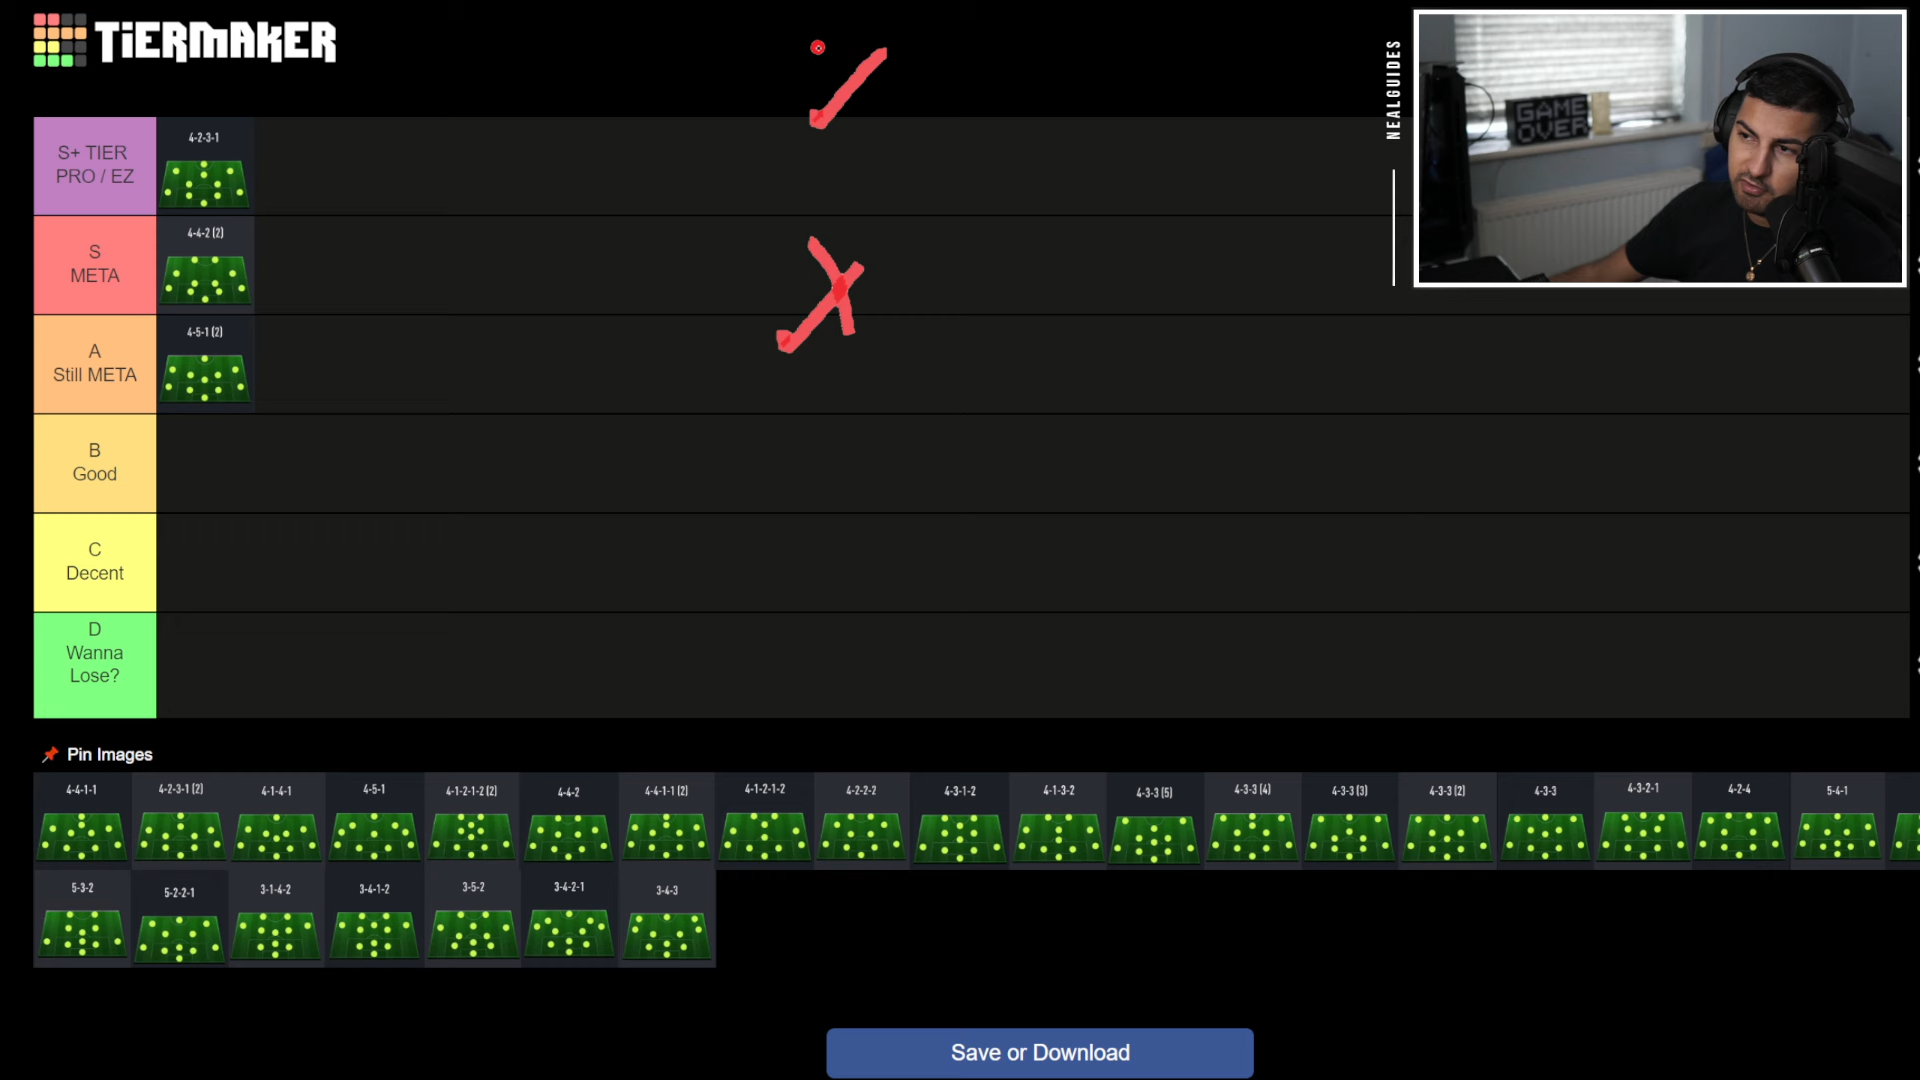 TiERMAKER
NEALGUIDES
GAME
OVER
S+ TIER
PRO / EZ
4-2-3-1
S
META
4-4-2 (2)
A
Still META
4-5-1 (2)
B
Good
C
Decent
D
Wanna
Lose?
Pin Images
4-4-1-1
4-2-3-1 (2)
4-1-4-1
4-5-1
4-1-2-1-2 (2)
4-4-2
4-4-1-1 (2)
4-1-2-1-2
4-2-2-2
4-3-1-2
4-1-3-2
4-3-3 (5)
4-3-3 (4)
4-3-3 (3)
4-3-3 (2)
4-3-3
4-3-2-1
4-2-4
5-4-1
5-3-2
5-2-2-1
3-1-4-2
3-4-1-2
3-5-2
3-4-2-1
3-4-3
Save or Download